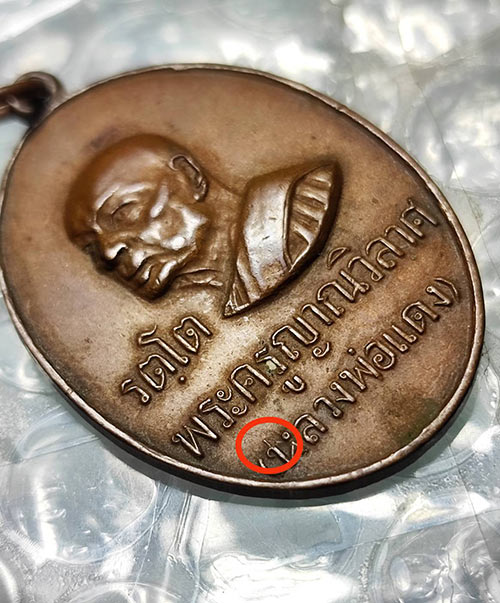 รตฺโต
พระครูญาณวิลาศ
(หลวงพ่อแดง)